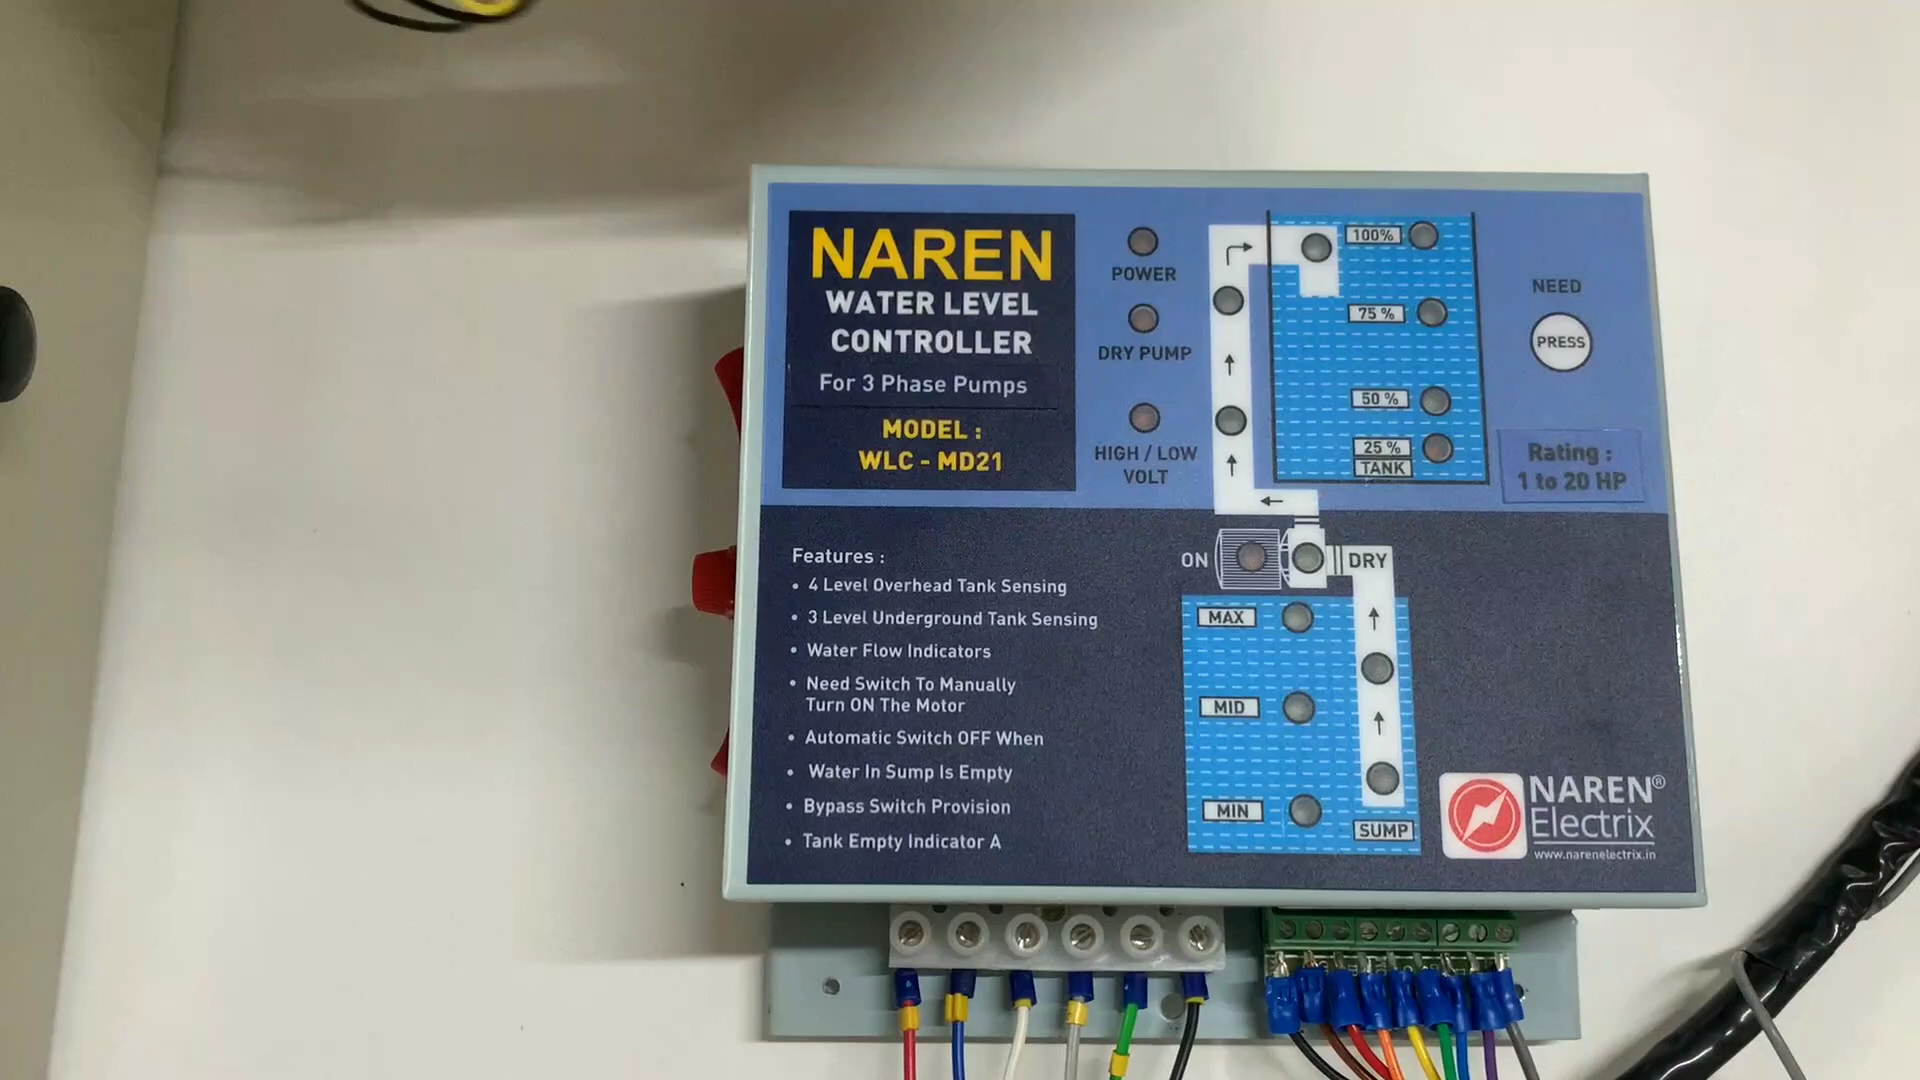 NAREN
WATER LEVEL
CONTROLLER
For 3 Phase Pumps
MODEL :
WLC - MD21
POWER
DRY PUMP
HIGH / LOW
VOLT
100%
75 %
50 %
25 %
TANK
NEED
PRESS
Rating :
1 to 20 HP
Features :
• 4 Level Overhead Tank Sensing
• 3 Level Underground Tank Sensing
• Water Flow Indicators
• Need Switch To Manually
Turn ON The Motor
• Automatic Switch OFF When
• Water In Sump Is Empty
• Bypass Switch Provision
• Tank Empty Indicator A
ON
DRY
MAX
MID
MIN
SUMP
NAREN®
Electrix
www.narenelectrix.in